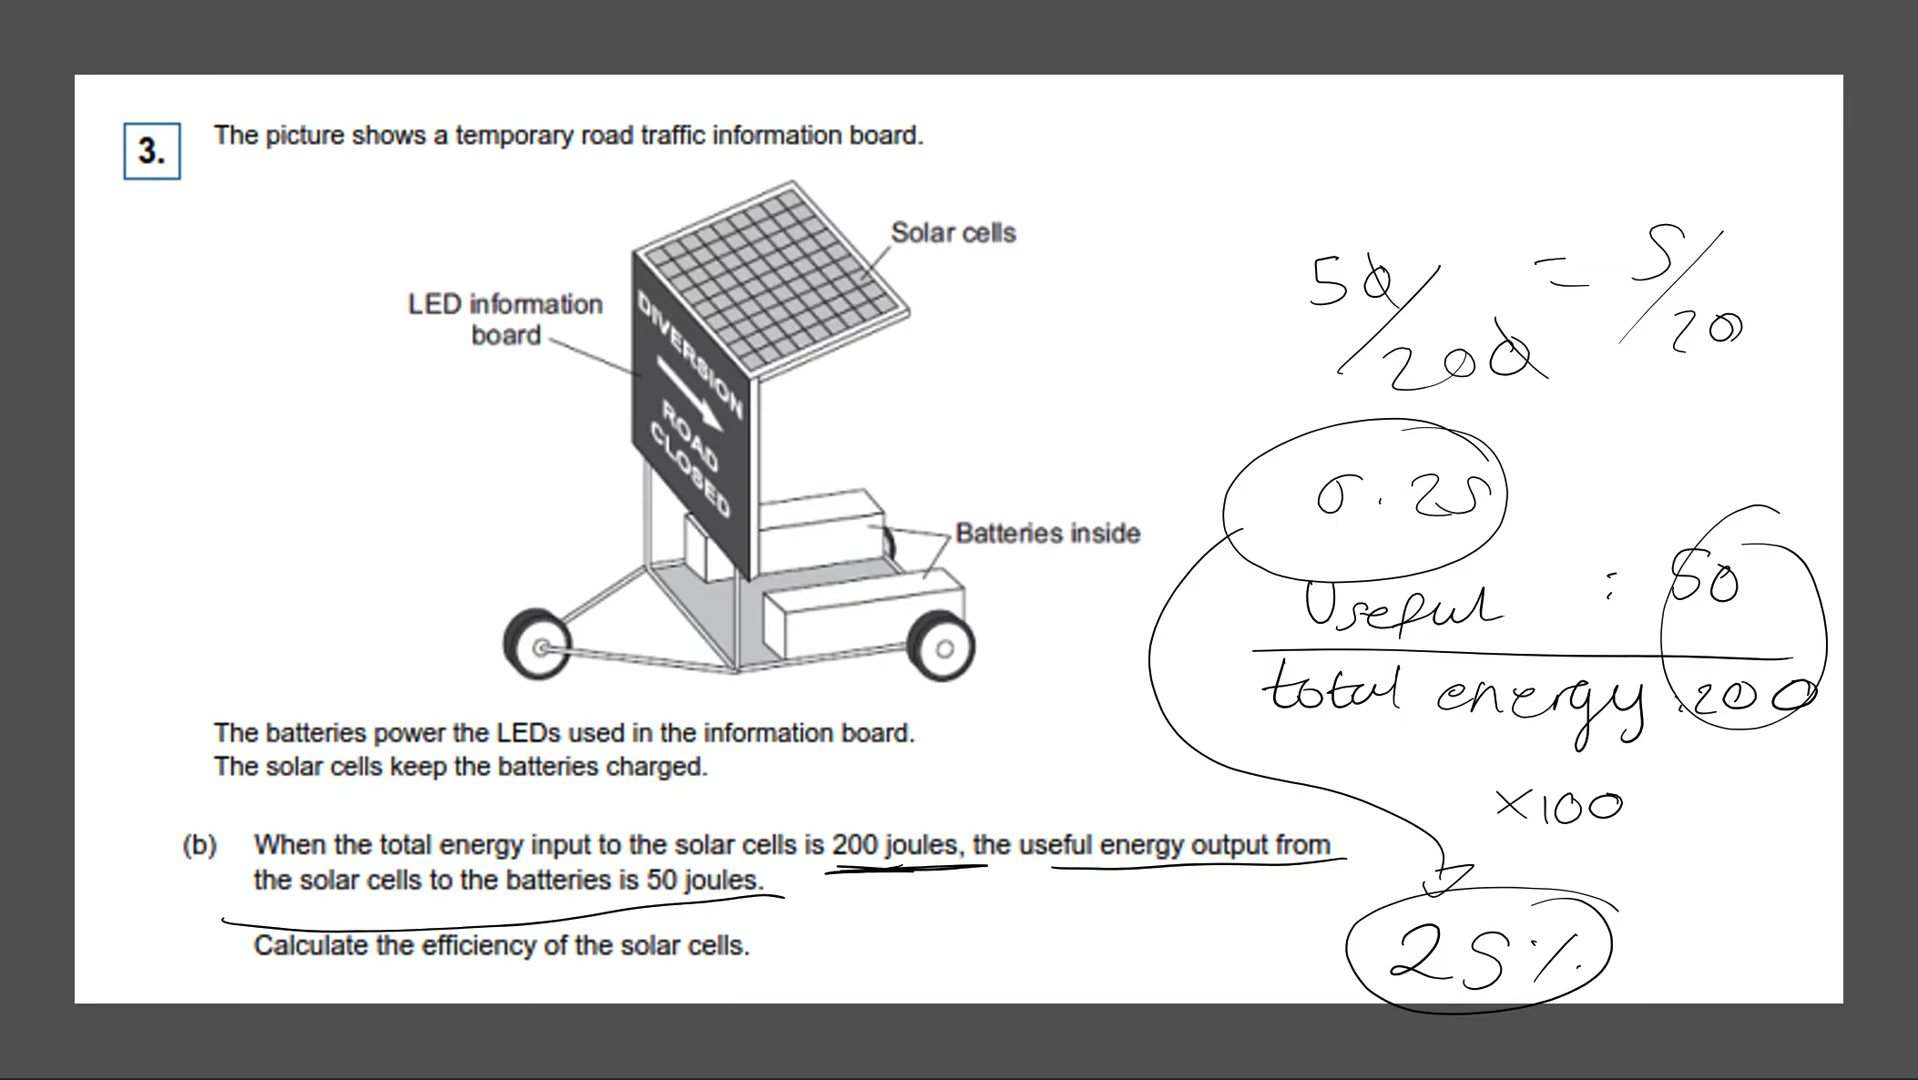 3.
The picture shows a temporary road traffic information board.
Solar cells
LED information
board
DIVERSION
ROAD
CLOSED
Batteries inside
The batteries power the LEDs used in the information board.
The solar cells keep the batteries charged.
(b) When the total energy input to the solar cells is 200 joules, the useful energy output from
the solar cells to the batteries is 50 joules.
Calculate the efficiency of the solar cells.
50/200 = 5/20
0.25
Useful : 50
total energy . 200
×100
25%